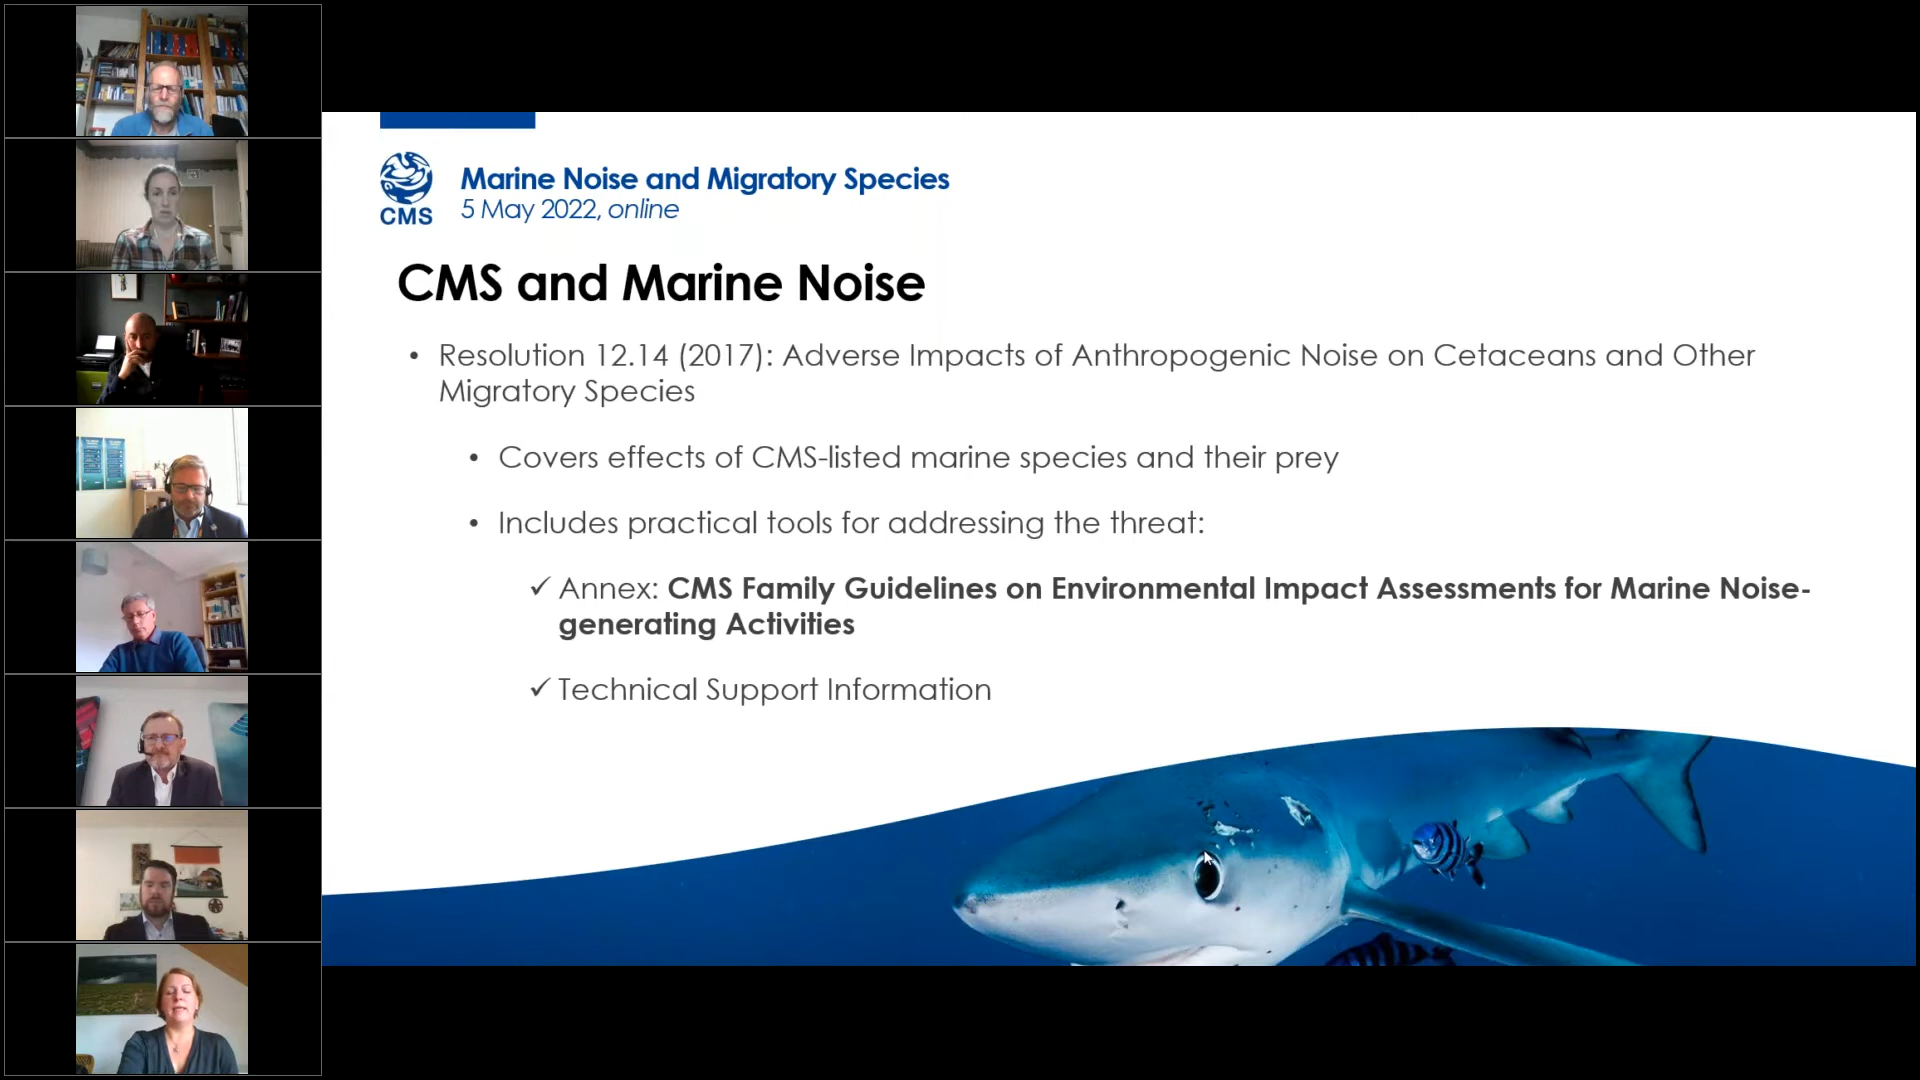 CMS
Marine Noise and Migratory Species
5 May 2022, online
CMS and Marine Noise
• Resolution 12.14 (2017): Adverse Impacts of Anthropogenic Noise on Cetaceans and Other
Migratory Species
• Covers effects of CMS-listed marine species and their prey
• Includes practical tools for addressing the threat:
✓ Annex: CMS Family Guidelines on Environmental Impact Assessments for Marine Noise-
generating Activities
✓ Technical Support Information